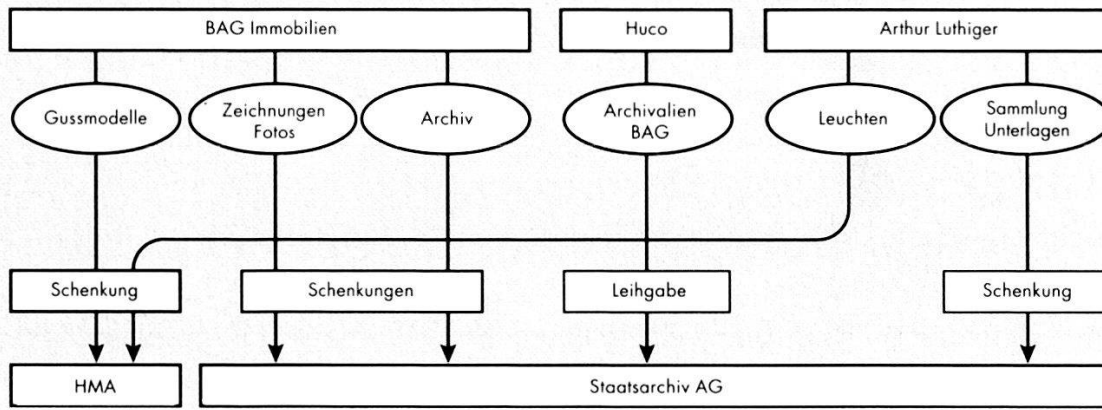 BAG Immobilien
Huco
Arthur Luthiger
Gussmodelle
Zeichnungen
Fotos
Archiv
Archivalien
BAG
Leuchten
Sammlung
Unterlagen
Schenkung
Schenkungen
Leihgabe
Schenkung
HMA
Staatsarchiv AG